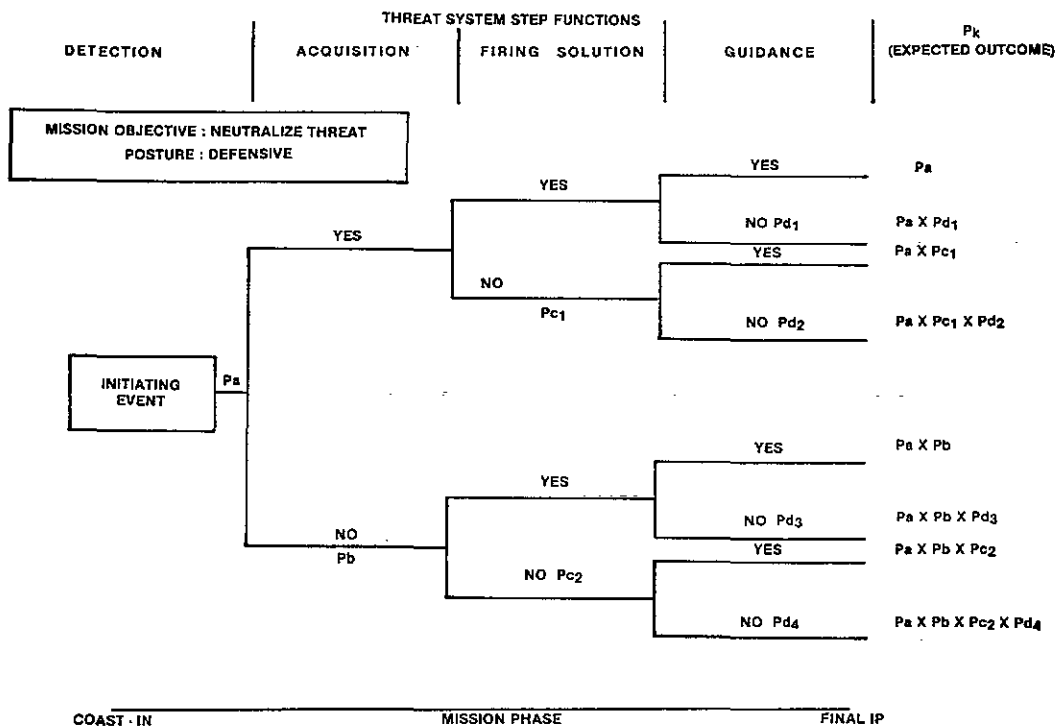 THREAT SYSTEM STEP FUNCTIONS
DETECTION
ACQUISITION
FIRING SOLUTION
GUIDANCE
Pk
(EXPECTED OUTCOME)
MISSION OBJECTIVE : NEUTRALIZE THREAT
POSTURE : DEFENSIVE
YES
Pa
YES
NO Pd1
Pa X Pd1
YES
YES
Pa X Pc1
NO
Pc1
NO Pd2
Pa X Pc1 X Pd2
INITIATING
EVENT
Pa
YES
Pa X Pb
YES
NO Pd3
Pa X Pb X Pd3
NO
Pb
YES
Pa X Pb X Pc2
NO Pc2
NO Pd4
Pa X Pb X Pc2 X Pd4
COAST - IN
MISSION PHASE
FINAL IP